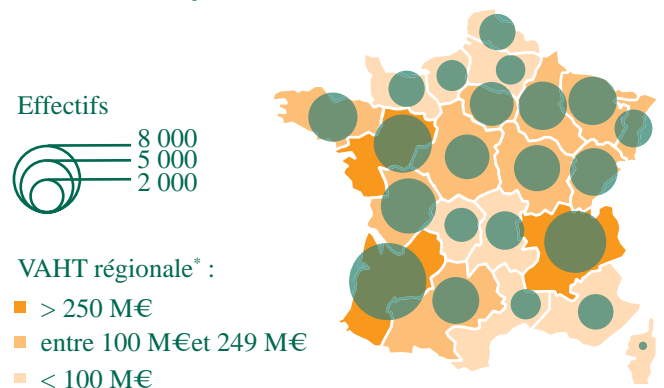 Effectifs
8 000
5 000
2 000
VAHT régionale* :
> 250 M€
entre 100 M€et 249 M€
< 100 M€